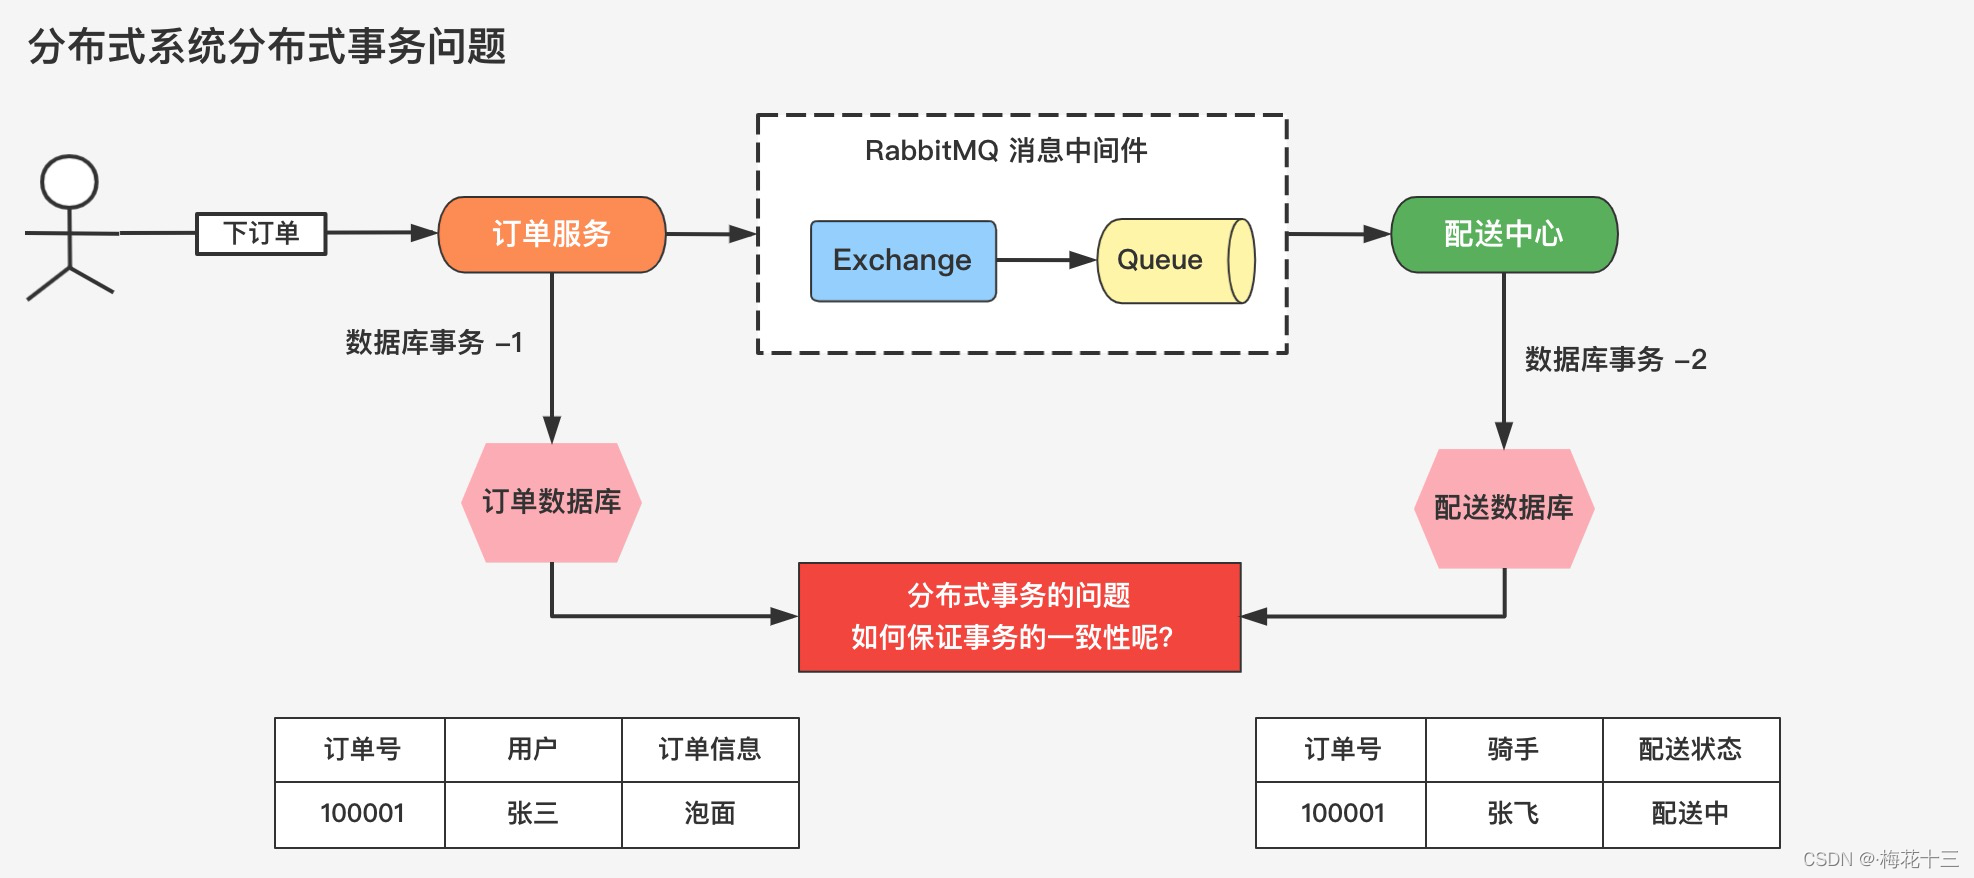 分布式系统分布式事务问题
RabbitMQ 消息中间件
下订单
订单服务
Exchange
Queue
配送中心
数据库事务 -1
数据库事务 -2
订单数据库
配送数据库
分布式事务的问题
如何保证事务的一致性呢?
订单号 用户 订单信息
100001 张三 泡面
订单号 骑手 配送状态
100001 张飞 配送中
CSDN @·梅花十三